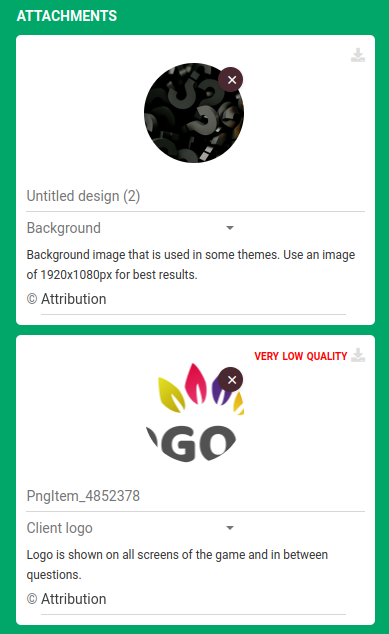 ATTACHMENTS
Untitled design (2)
Background
Background image that is used in some themes. Use an image
of 1920x1080px for best results.
© Attribution
VERY LOW QUALITY
GO
PngItem_4852378
Client logo
Logo is shown on all screens of the game and in between
questions.
© Attribution